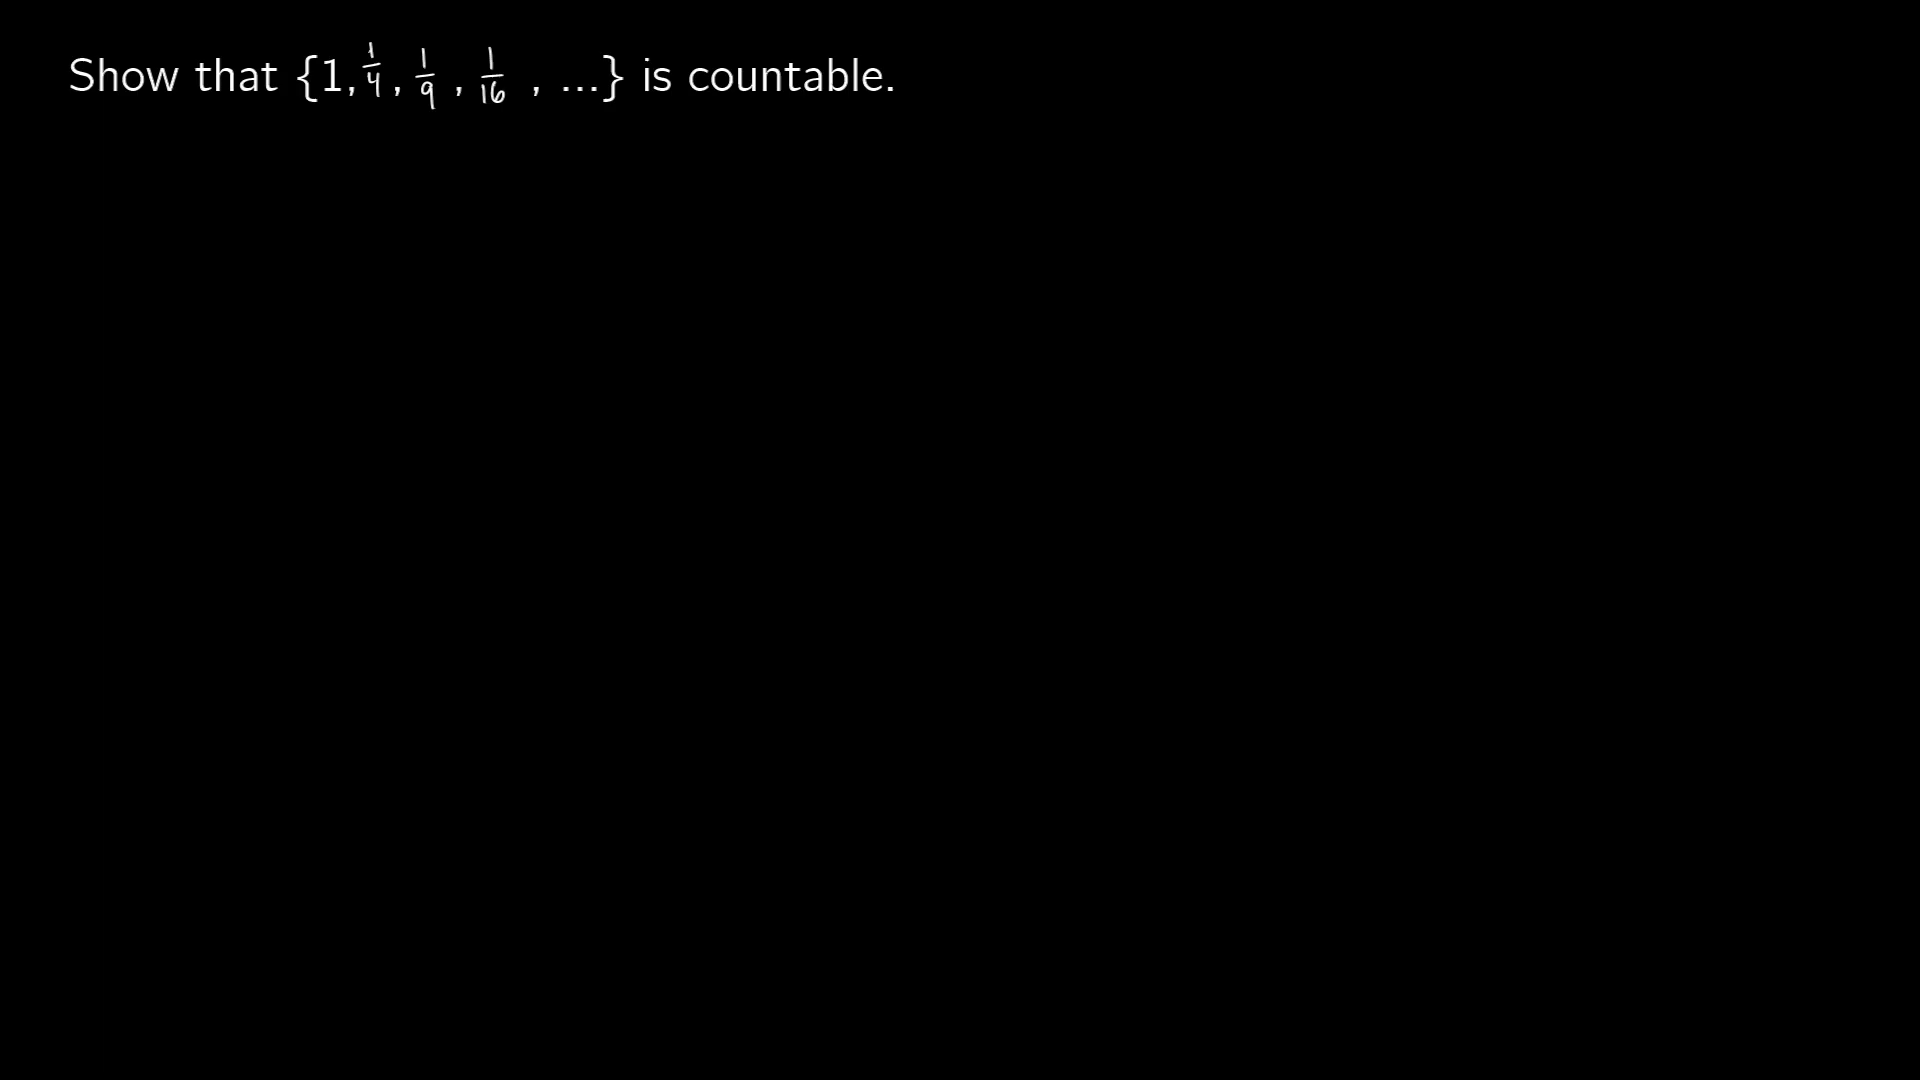 Show that {1, 1/4, 1/9, 1/16, ...} is countable.